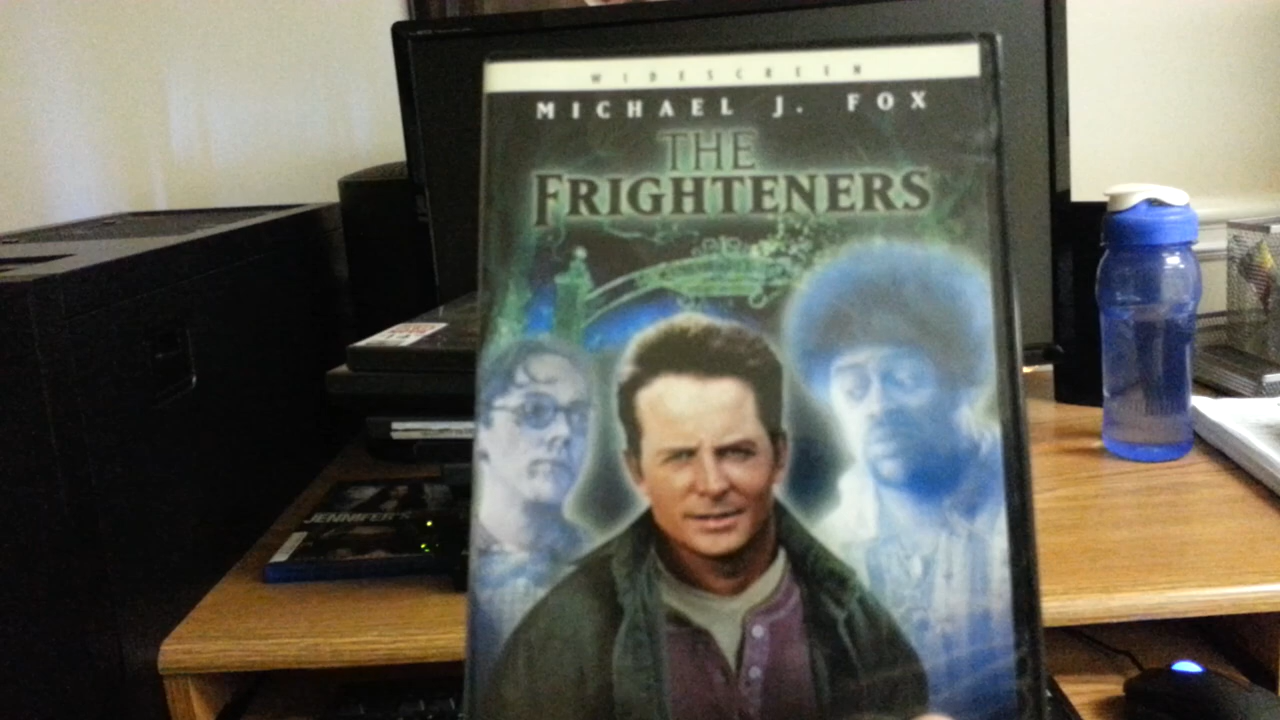 WIDESCREEN
MICHAEL J. FOX
THE
FRIGHTENERS
JENNIFER'S